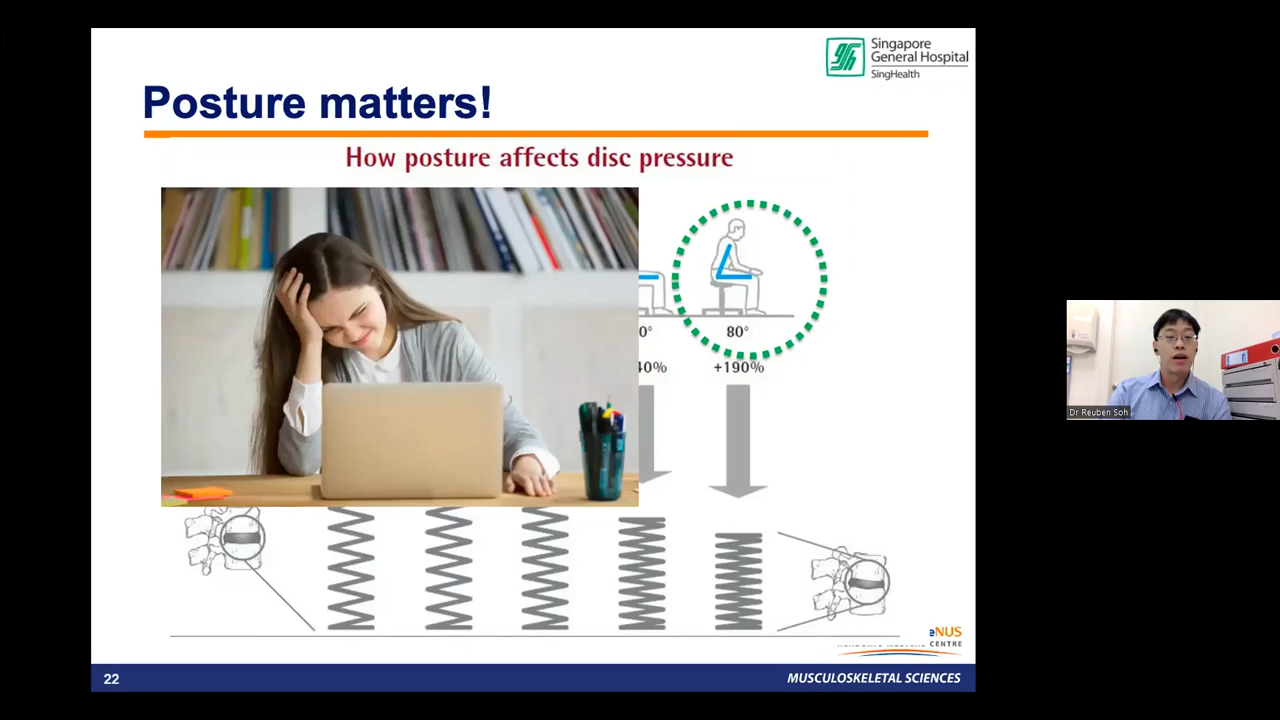 Singapore
General Hospital
SingHealth
Posture matters!
How posture affects disc pressure
0°
80°
40%
+190%
Dr Reuben Soh
eNUS
CENTRE
22
MUSCULOSKELETAL SCIENCES